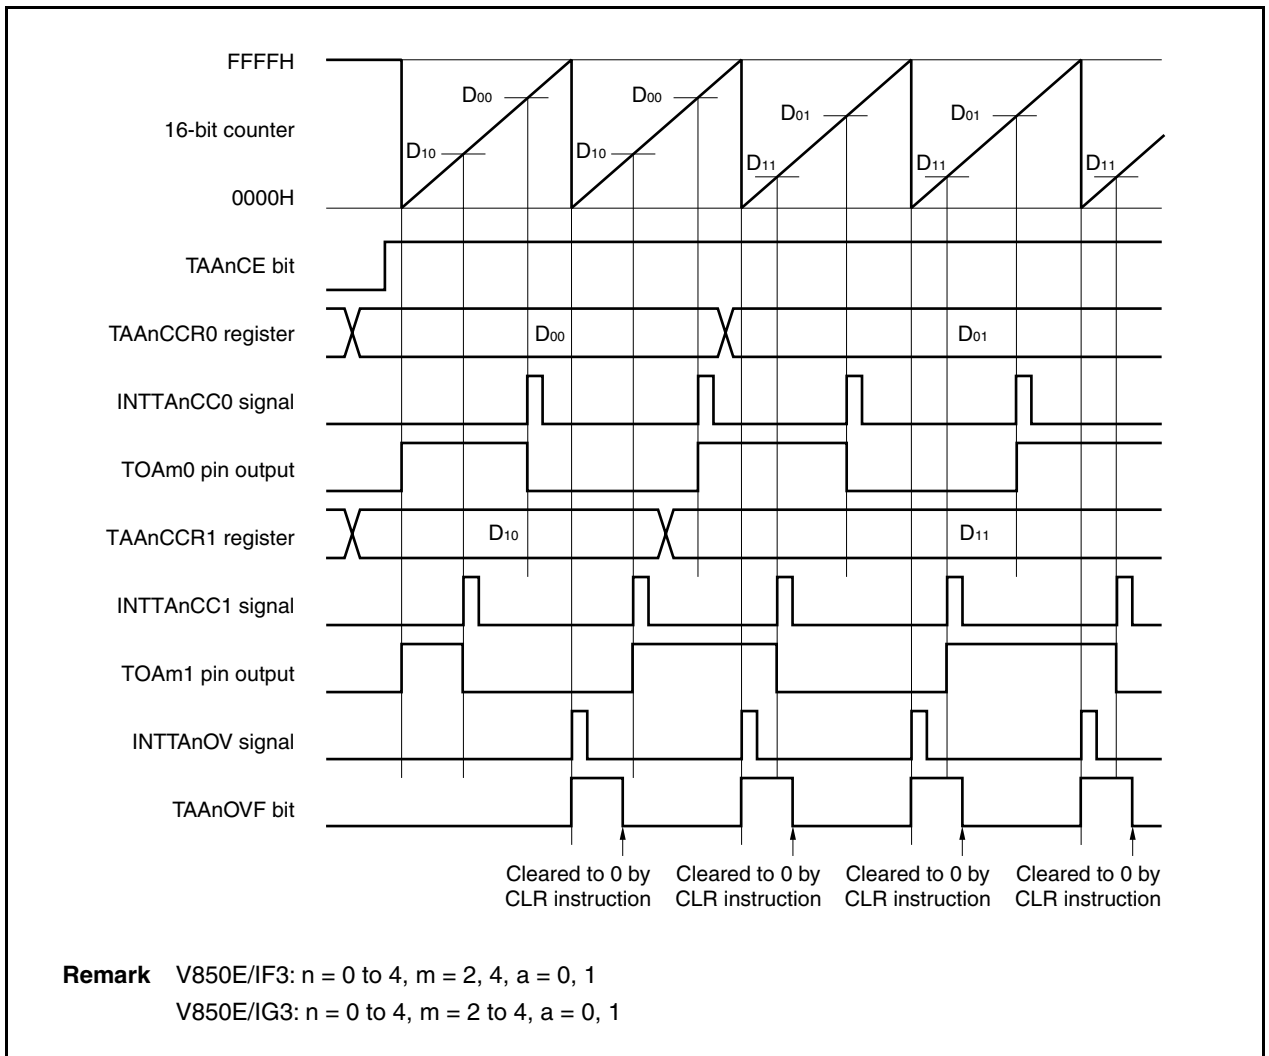 FFFFH
D00 D00
D01 D01
16-bit counter
D10 D10
D11 D11 D11
0000H
TAAnCE bit
TAAnCCR0 register
D00 D01
INTTAnCC0 signal
TOAm0 pin output
TAAnCCR1 register
D10 D11
INTTAnCC1 signal
TOAm1 pin output
INTTAnOV signal
TAAnOVF bit
Cleared to 0 by
CLR instruction
Cleared to 0 by
CLR instruction
Cleared to 0 by
CLR instruction
Cleared to 0 by
CLR instruction
Remark V850E/IF3: n = 0 to 4, m = 2, 4, a = 0, 1
V850E/IG3: n = 0 to 4, m = 2 to 4, a = 0, 1